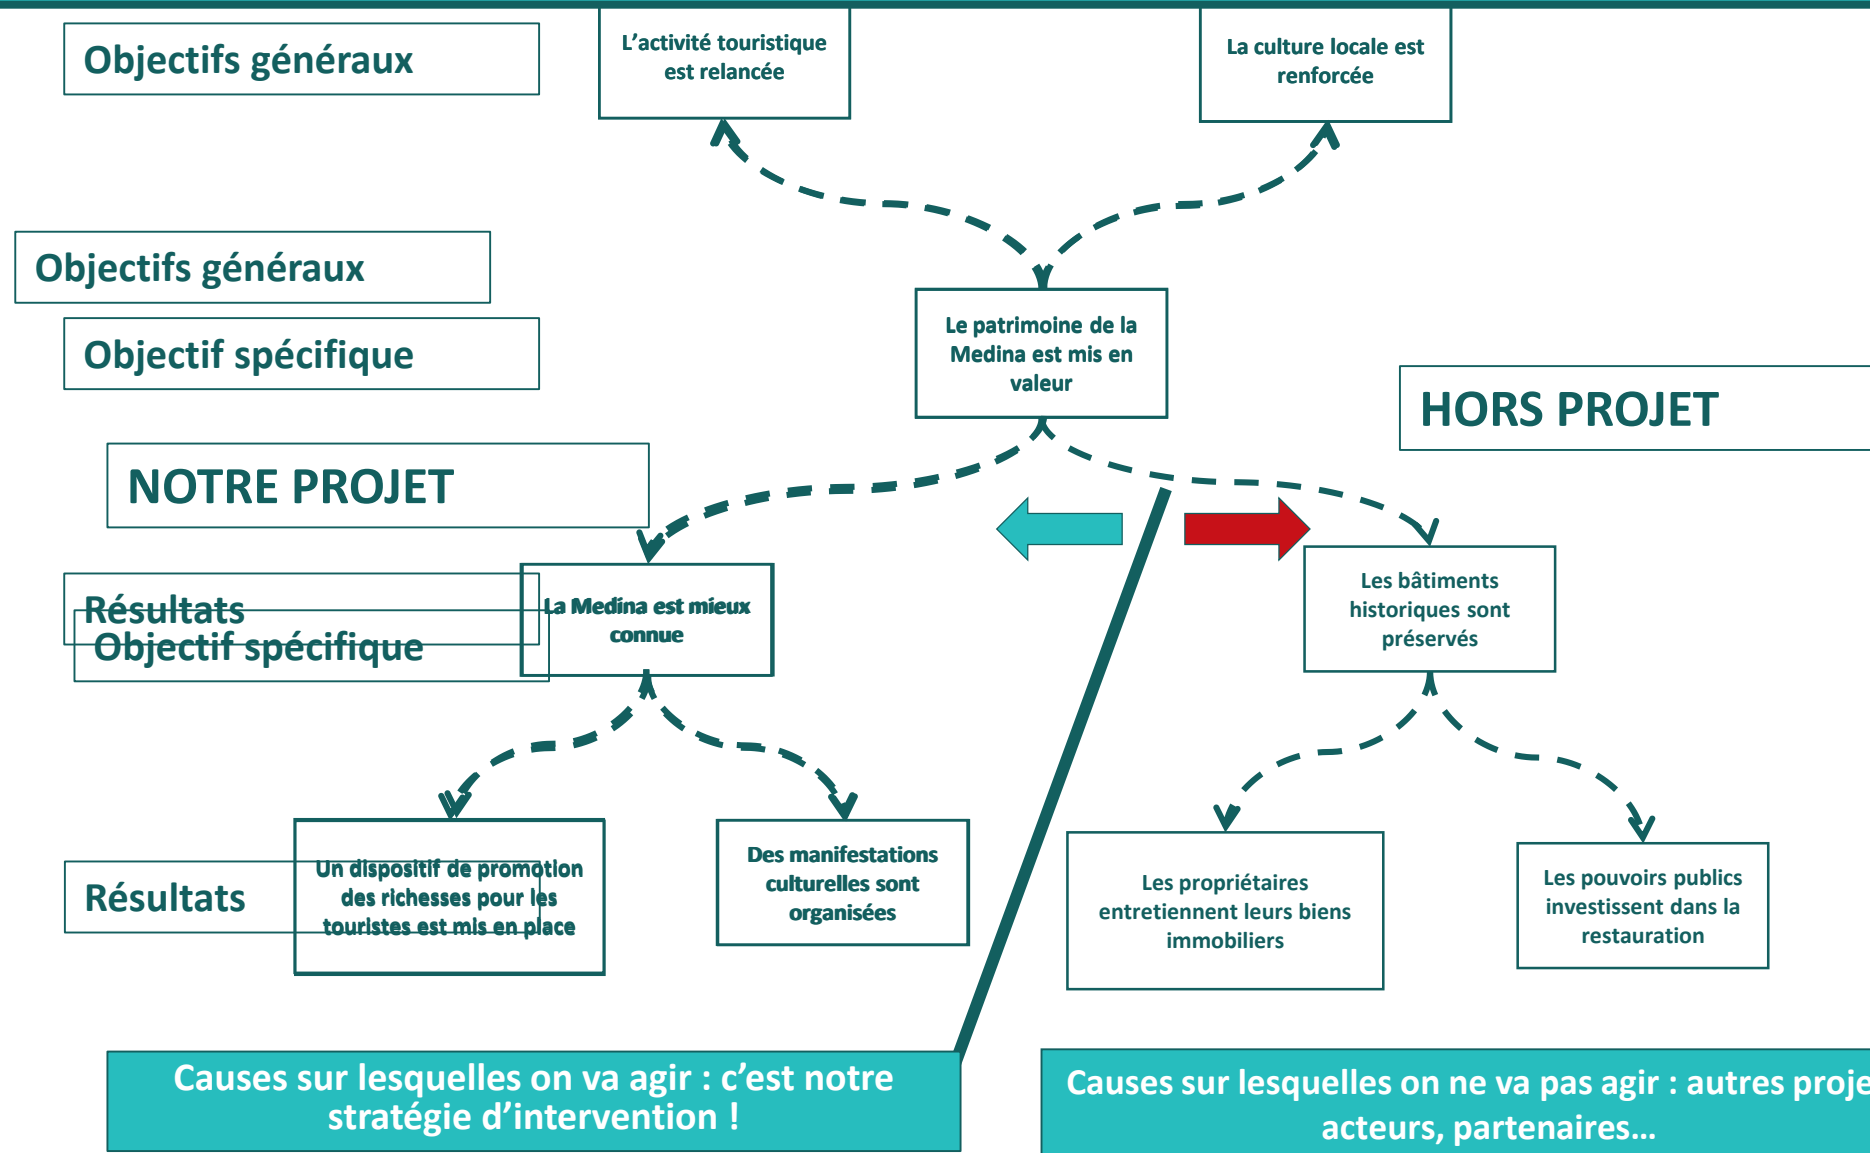 Objectifs généraux
L'activité touristique
est relancée
La culture locale est
renforcée
Objectifs généraux
Objectif spécifique
Le patrimoine de la
Medina est mis en
valeur
HORS PROJET
NOTRE PROJET
Résultats
Objectif spécifique
La Medina est mieux
connue
Les bâtiments
historiques sont
préservés
Résultats
Un dispositif de promotion
des richesses pour les
touristes est mis en place
Des manifestations
culturelles sont
organisées
Les propriétaires
entretiennent leurs biens
immobiliers
Les pouvoirs publics
investissent dans la
restauration
Causes sur lesquelles on va agir : c'est notre
stratégie d'intervention !
Causes sur lesquelles on ne va pas agir : autres proje
acteurs, partenaires…